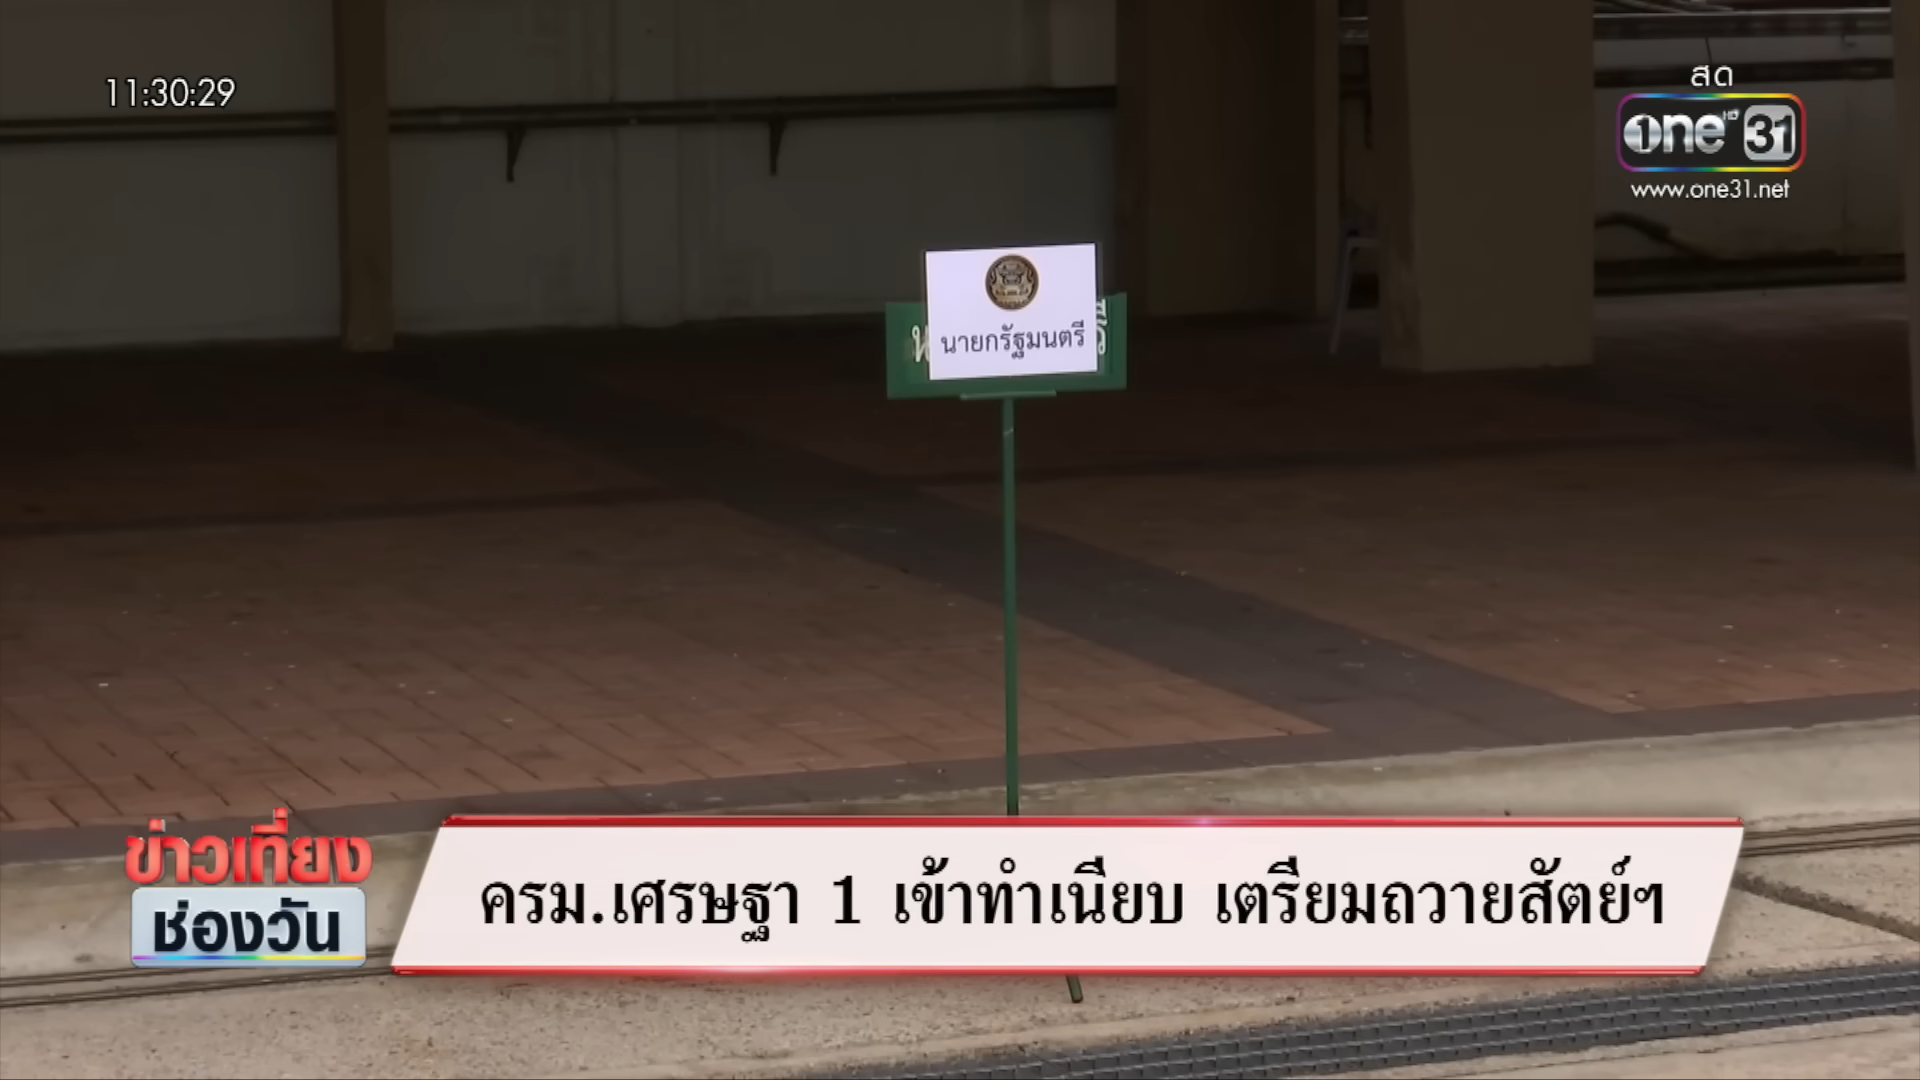 11:30:29
สด
one HD 31
www.one31.net
นายกรัฐมนตรี
ข่าวเที่ยง
ช่องวัน
ครม.เศรษฐา 1 เข้าทำเนียบ เตรียมถวายสัตย์ฯ